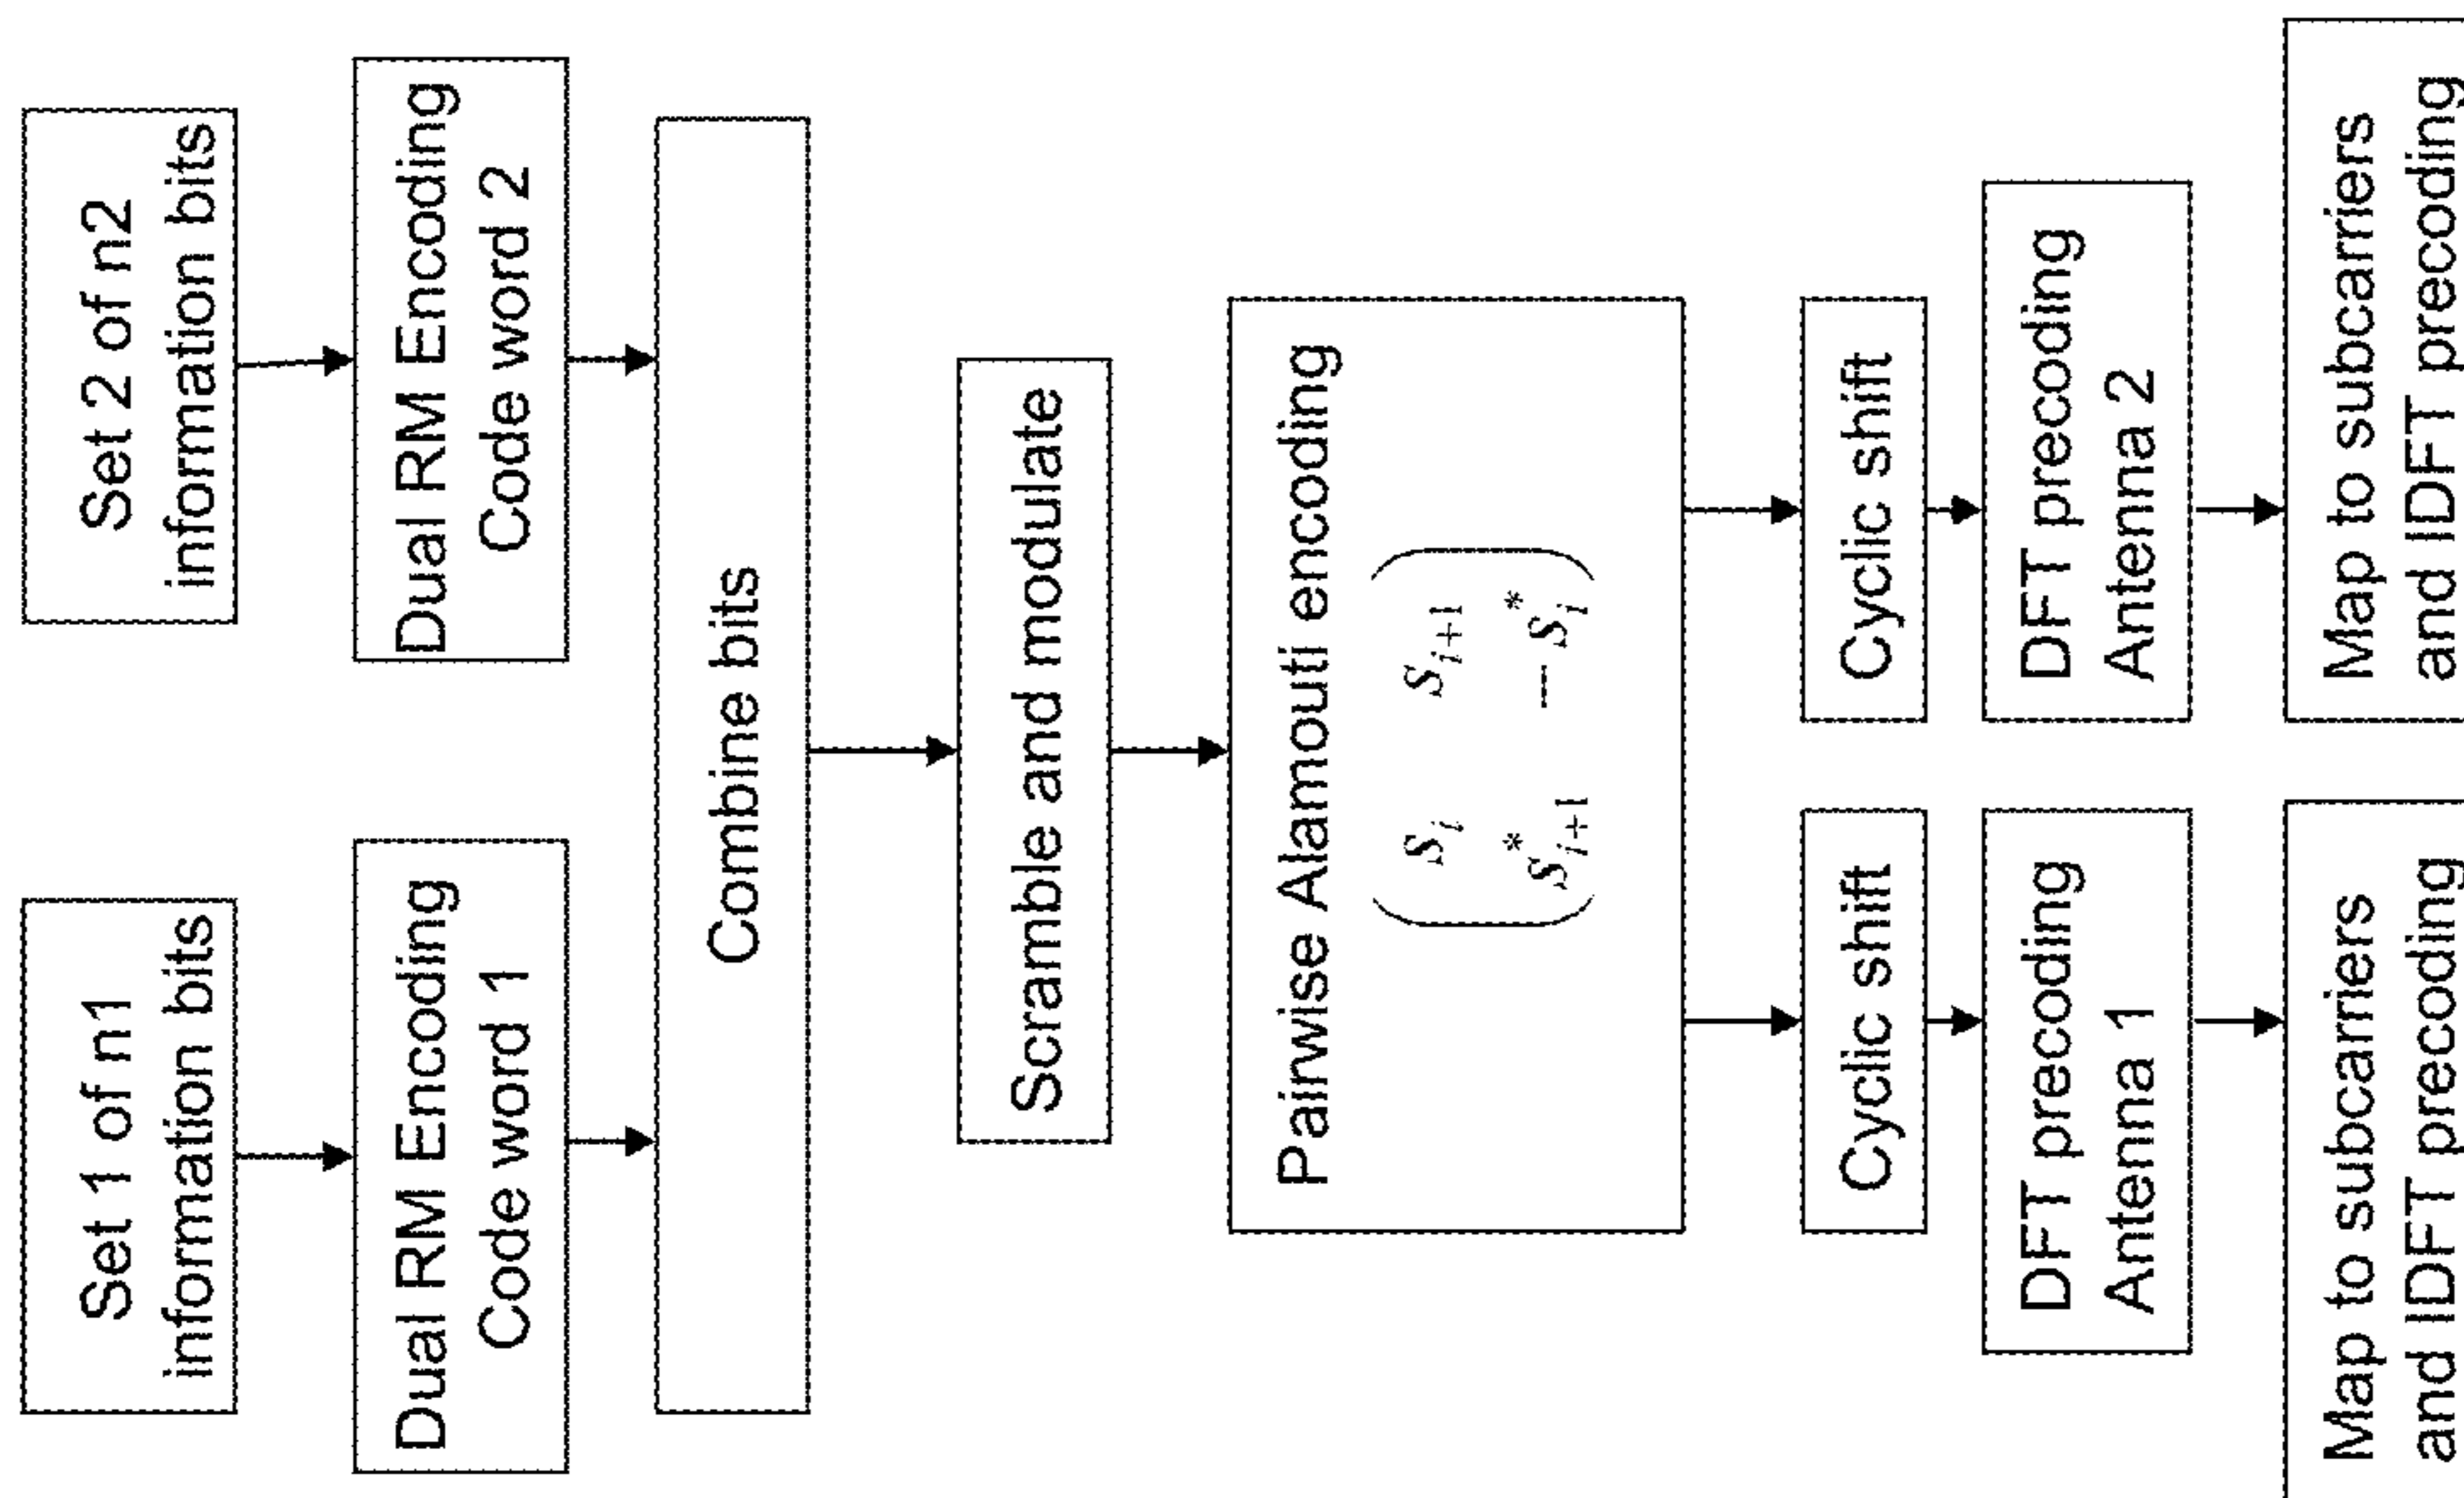 Set 1 of n1
information bits
Set 2 of n2
information bits
Dual RM Encoding
Code word 1
Dual RM Encoding
Code word 2
Combine bits
Scramble and modulate
Pairwise Alamouti encoding
s_i s_{i+1}
s*_{i+1} −s*_i
Cyclic shift
Cyclic shift
DFT precoding
Antenna 1
DFT precoding
Antenna 2
Map to subcarriers
and IDFT precoding
Map to subcarriers
and IDFT precoding